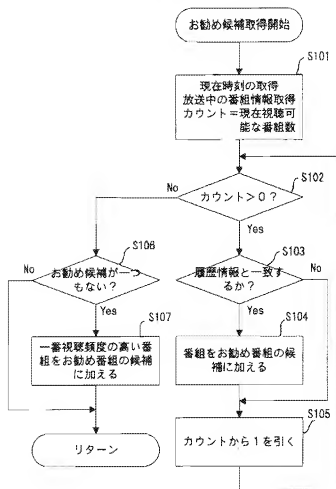 お勧め候補取得開始
S101
現在時刻の取得
放送中の番組情報取得
カウント＝現在視聴可
能な番組数
S102
No
カウント＞0？
Yes
S106
No
お勧め候補が一つ
もない？
Yes
S103
履歴情報と一致す
るか？
No
Yes
S107
一番視聴頻度の高い番
組をお勧め番組の候補
に加える
S104
番組をお勧め番組の候
補に加える
S105
カウントから1を引く
リターン